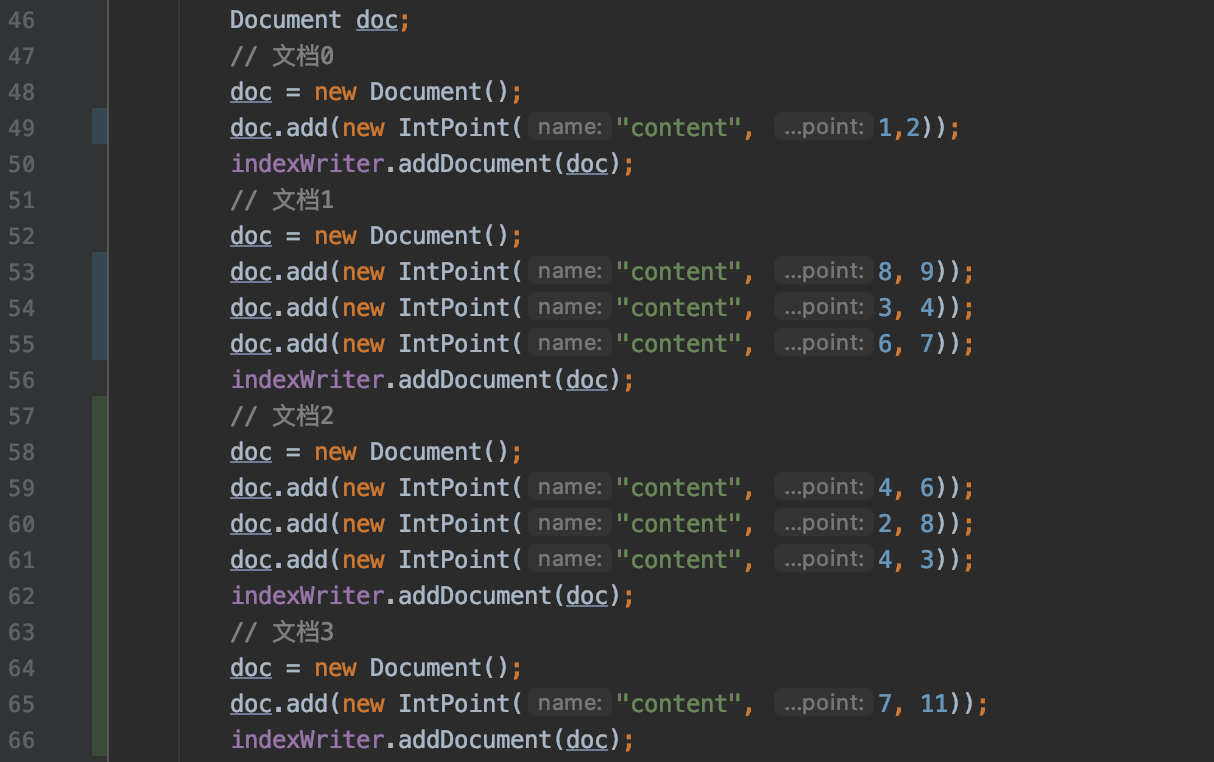 46 Document doc;
47 // 文档0
48 doc = new Document();
49 doc.add(new IntPoint( name: "content", ...point: 1,2));
50 indexWriter.addDocument(doc);
51 // 文档1
52 doc = new Document();
53 doc.add(new IntPoint( name: "content", ...point: 8, 9));
54 doc.add(new IntPoint( name: "content", ...point: 3, 4));
55 doc.add(new IntPoint( name: "content", ...point: 6, 7));
56 indexWriter.addDocument(doc);
57 // 文档2
58 doc = new Document();
59 doc.add(new IntPoint( name: "content", ...point: 4, 6));
60 doc.add(new IntPoint( name: "content", ...point: 2, 8));
61 doc.add(new IntPoint( name: "content", ...point: 4, 3));
62 indexWriter.addDocument(doc);
63 // 文档3
64 doc = new Document();
65 doc.add(new IntPoint( name: "content", ...point: 7, 11));
66 indexWriter.addDocument(doc);